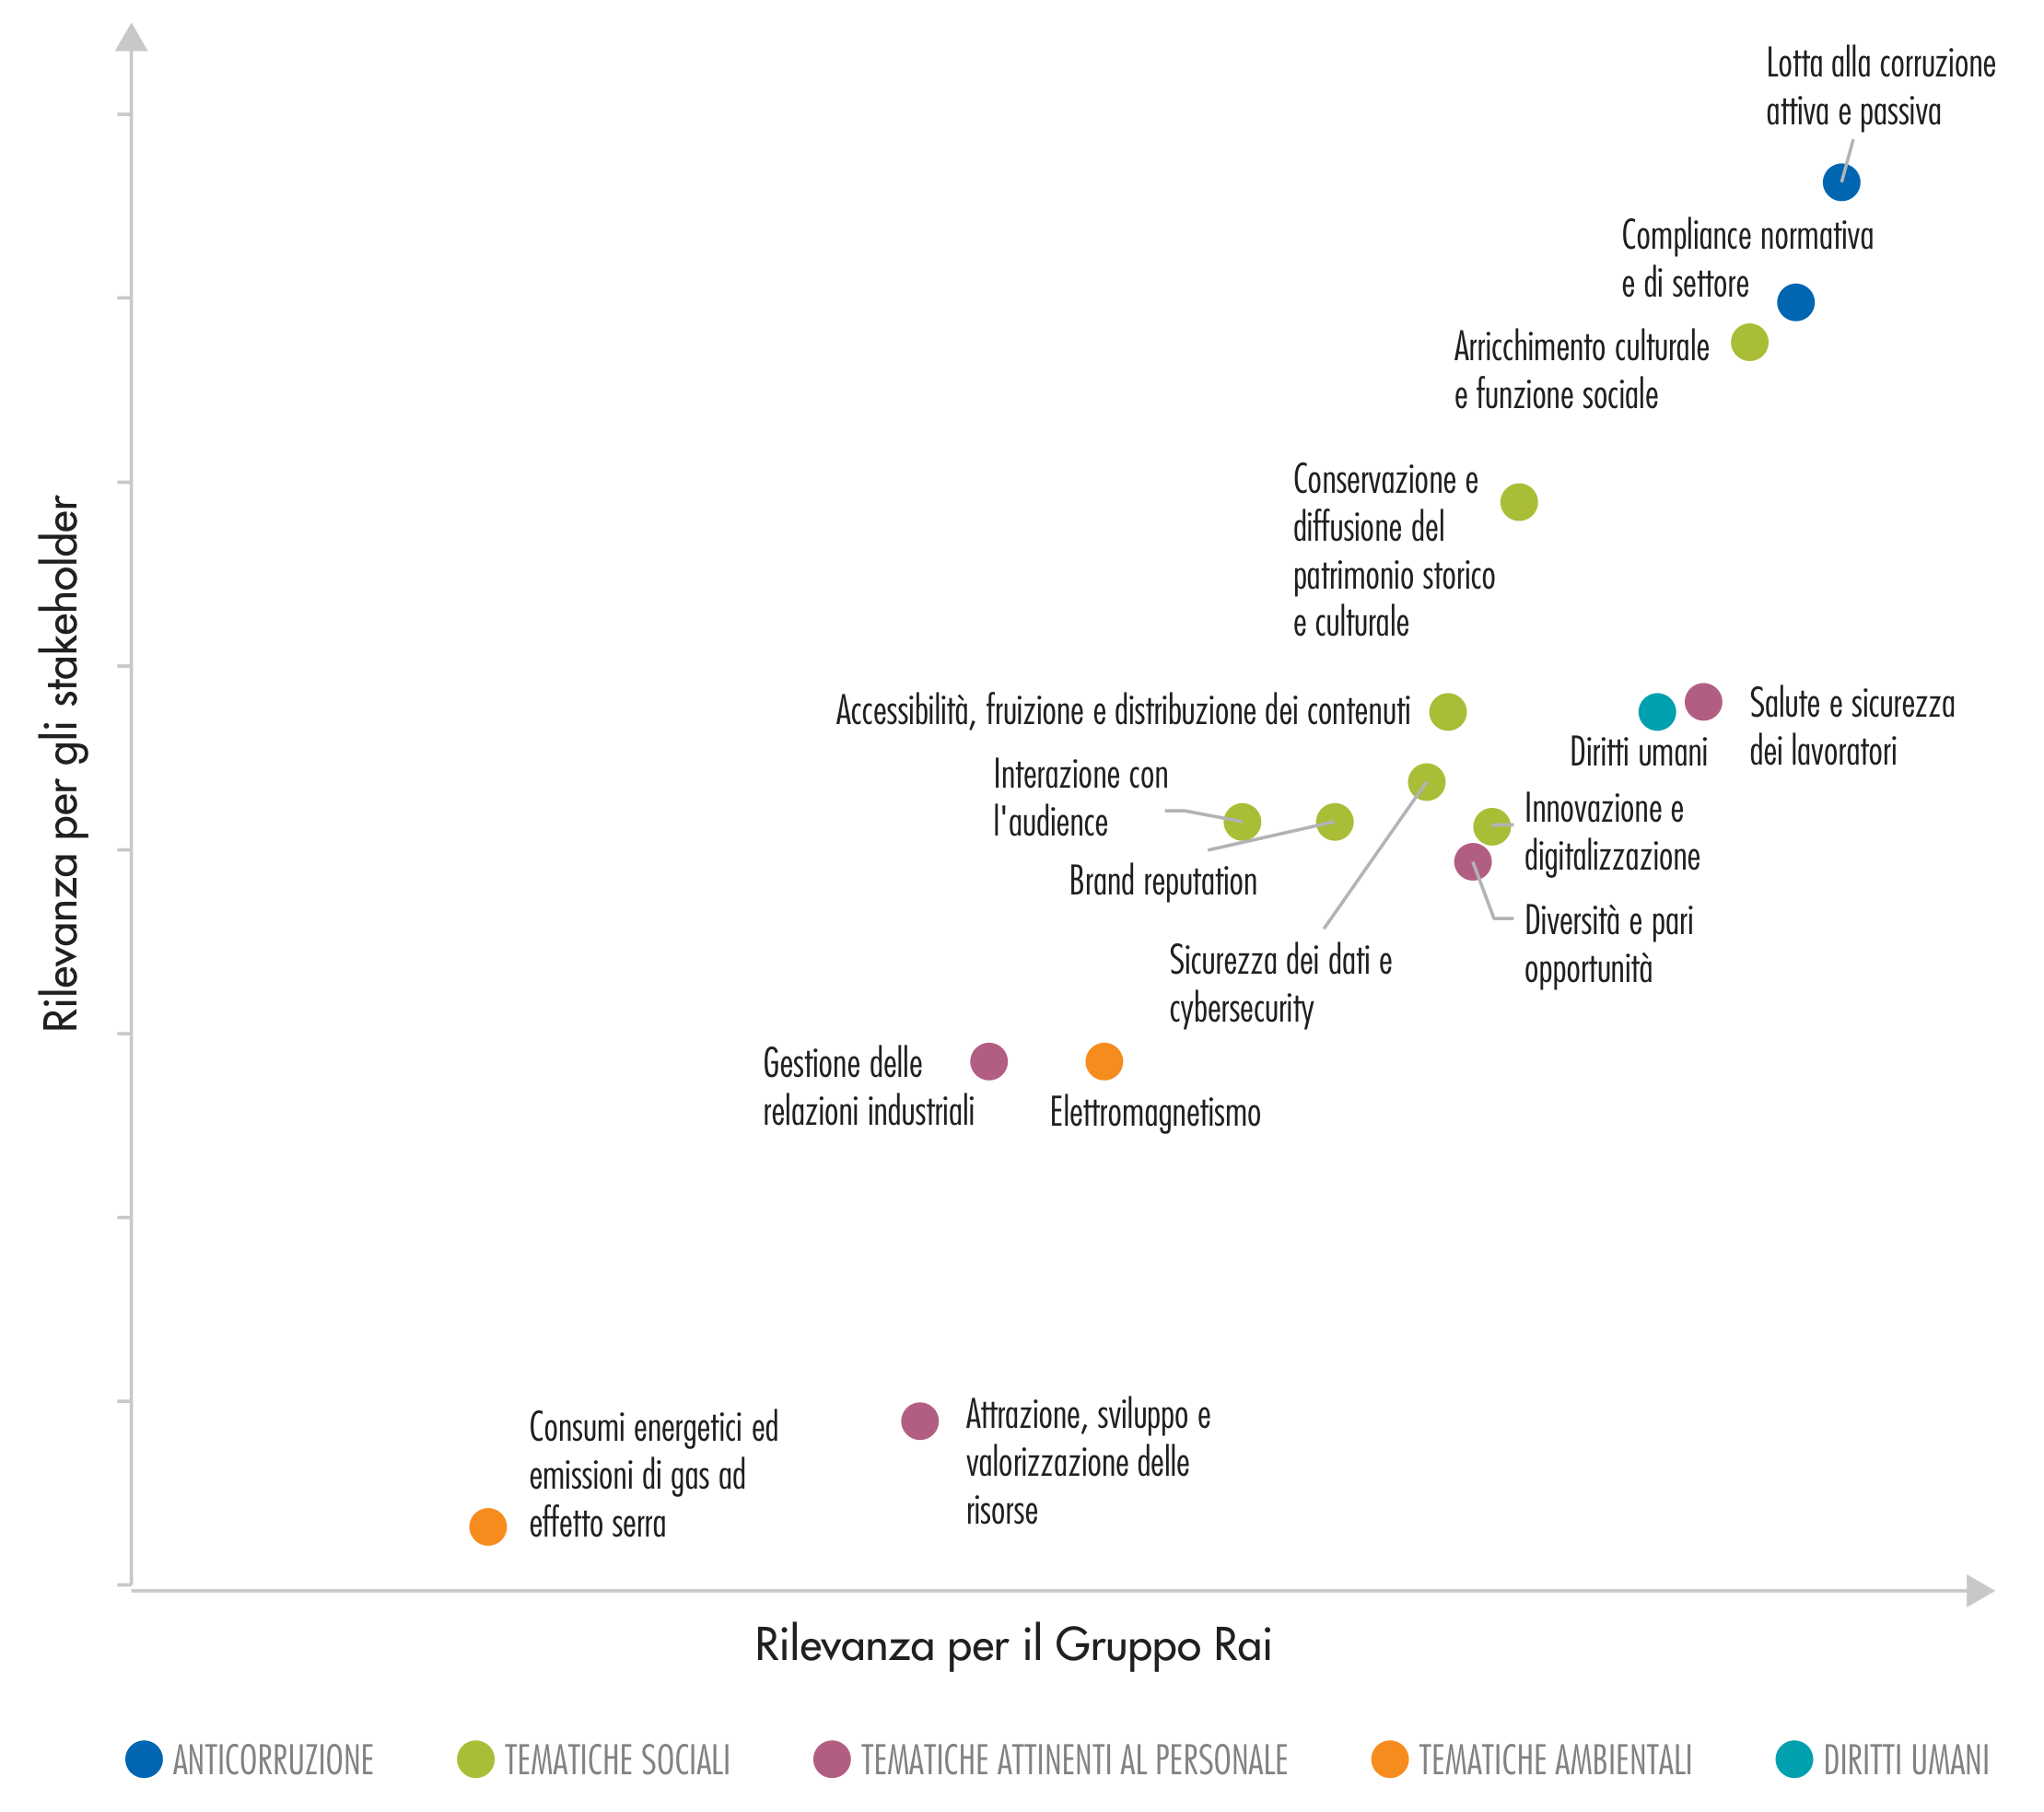 Lotta alla corruzione
attiva e passiva
Compliance normativa
e di settore
Arricchimento culturale
e funzione sociale
Conservazione e
diffusione del
patrimonio storico
e culturale
Accessibilità, fruizione e distribuzione dei contenuti
Salute e sicurezza
dei lavoratori
Diritti umani
Interazione con
l'audience
Innovazione e
digitalizzazione
Brand reputation
Diversità e pari
opportunità
Sicurezza dei dati e
cybersecurity
Gestione delle
relazioni industriali
Elettromagnetismo
Consumi energetici ed
emissioni di gas ad
effetto serra
Attrazione, sviluppo e
valorizzazione delle
risorse
Rilevanza per gli stakeholder
Rilevanza per il Gruppo Rai
ANTICORRUZIONE
TEMATICHE SOCIALI
TEMATICHE ATTINENTI AL PERSONALE
TEMATICHE AMBIENTALI
DIRITTI UMANI